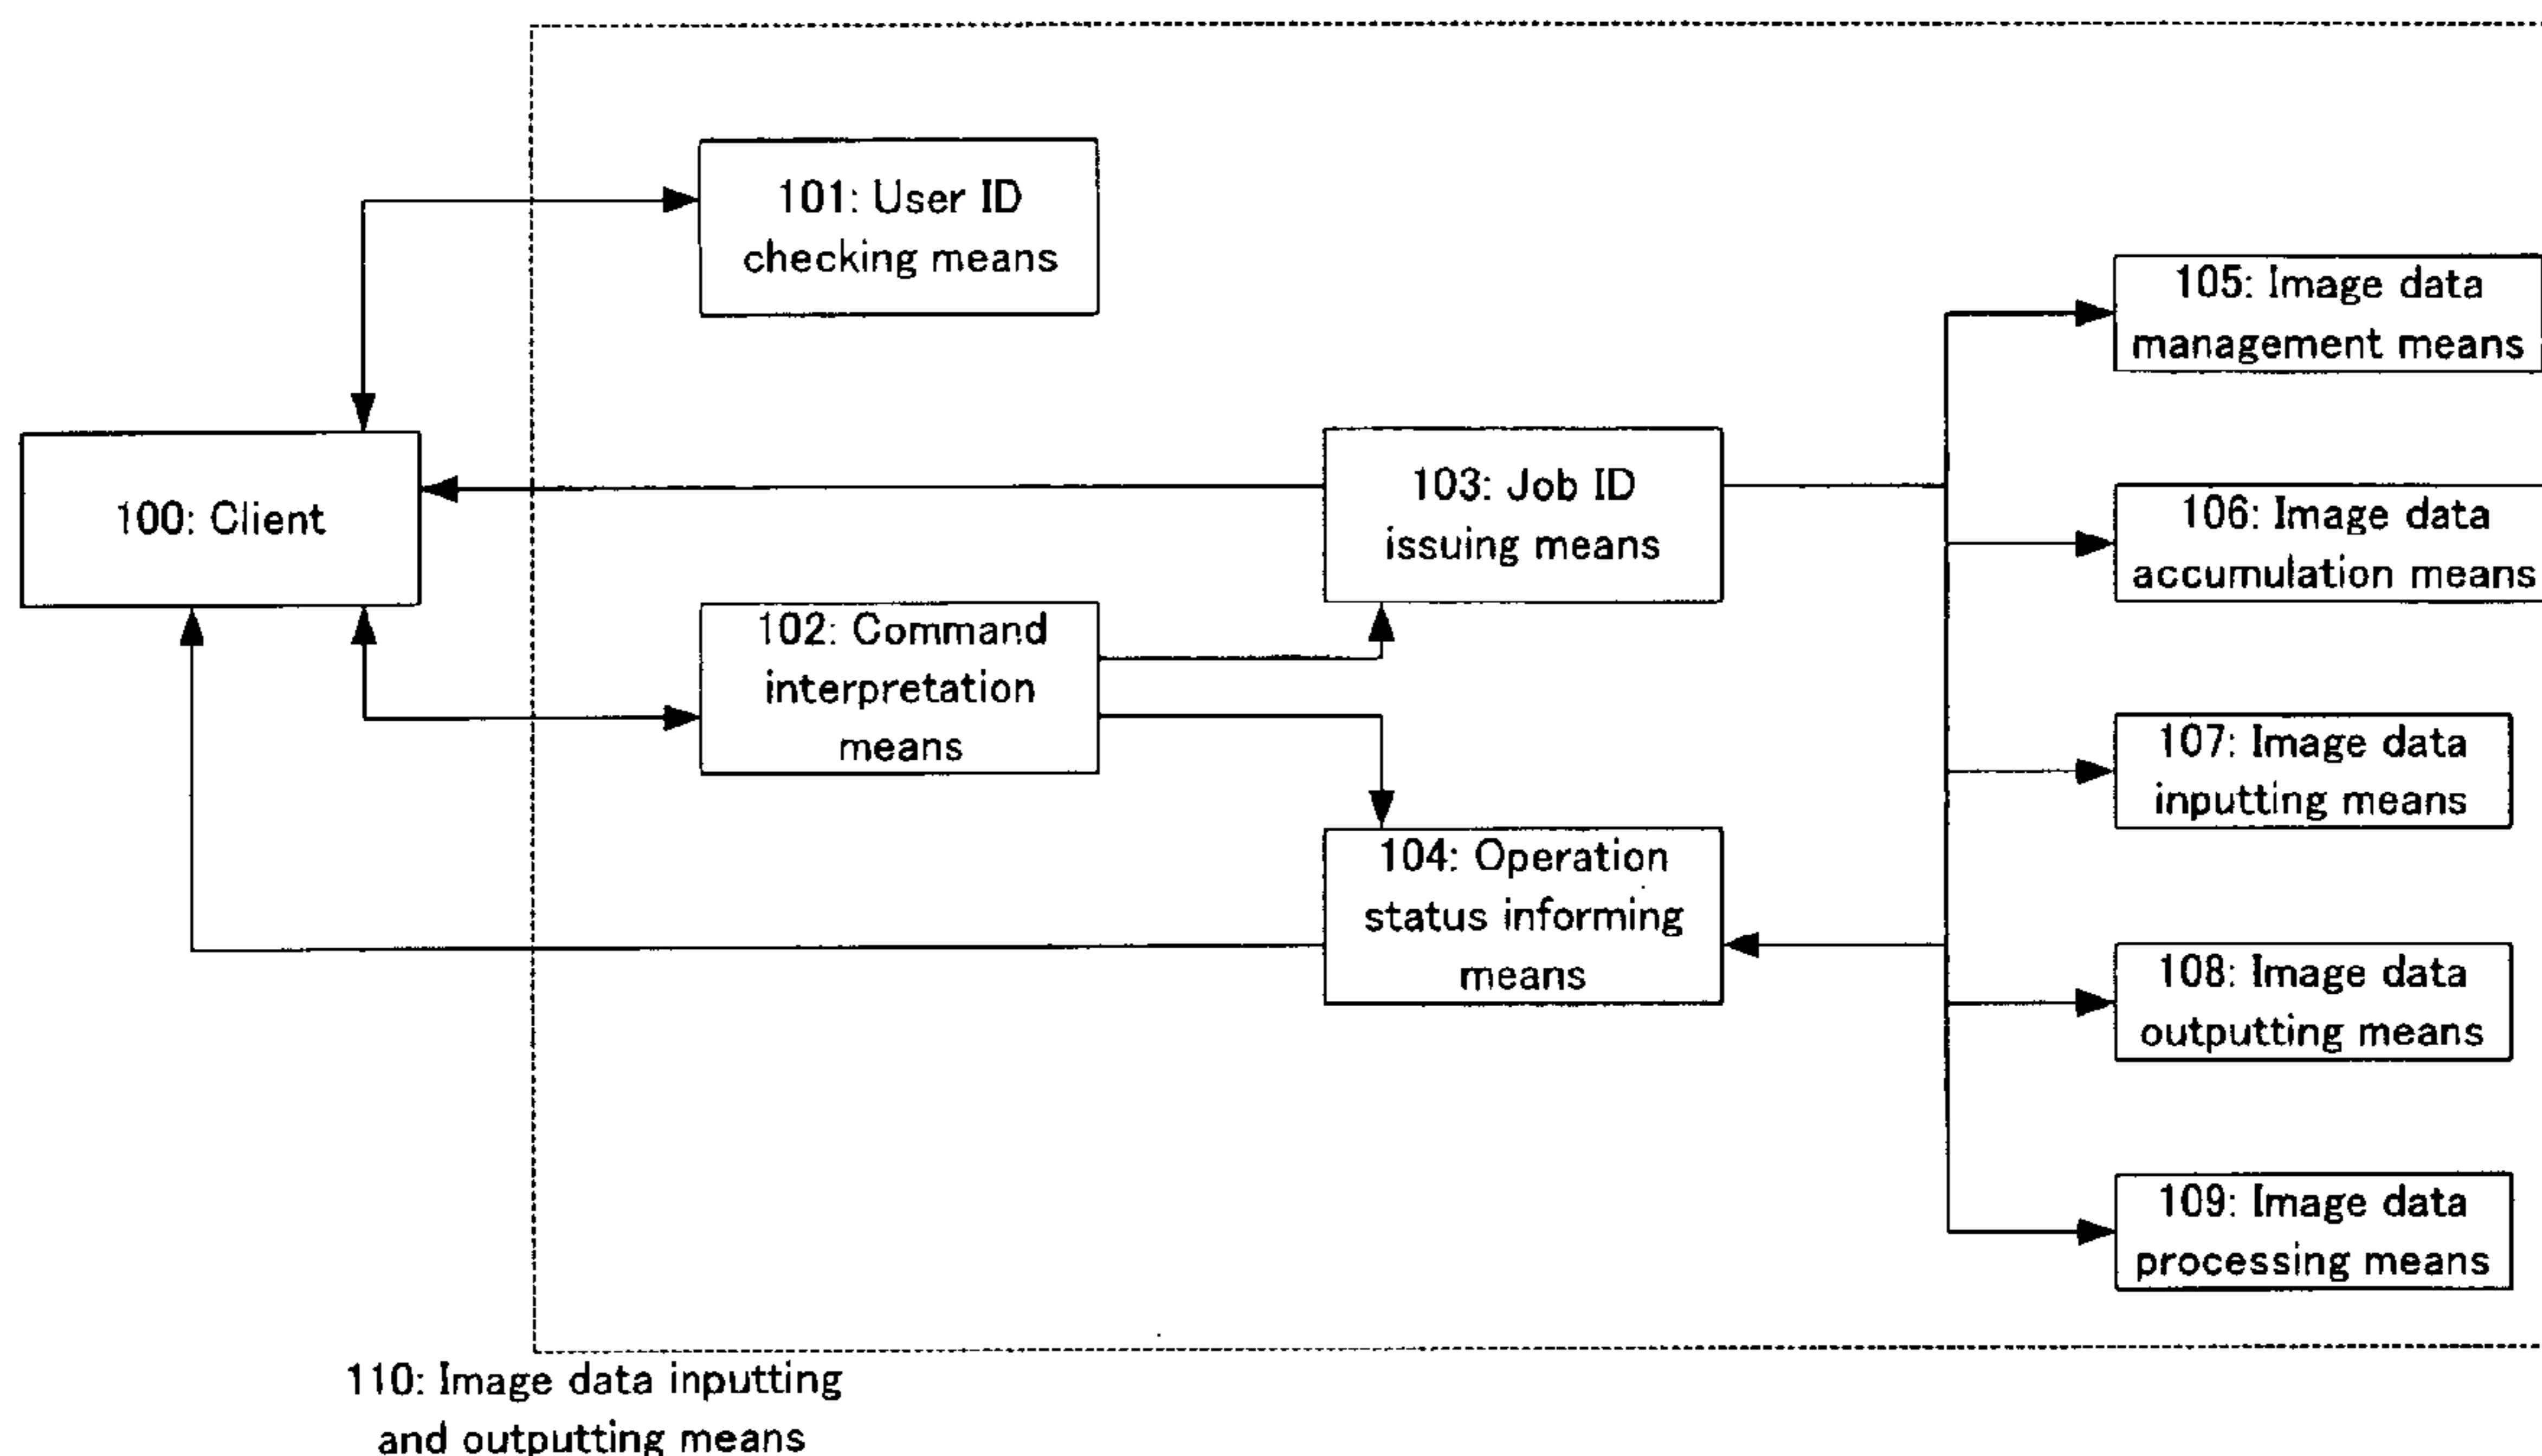 101: User ID
checking means
105: Image data
management means
100: Client
103: Job ID
issuing means
106: Image data
accumulation means
102: Command
interpretation
means
107: Image data
inputting means
104: Operation
status informing
means
108: Image data
outputting means
109: Image data
processing means
110: Image data inputting
and outputting means